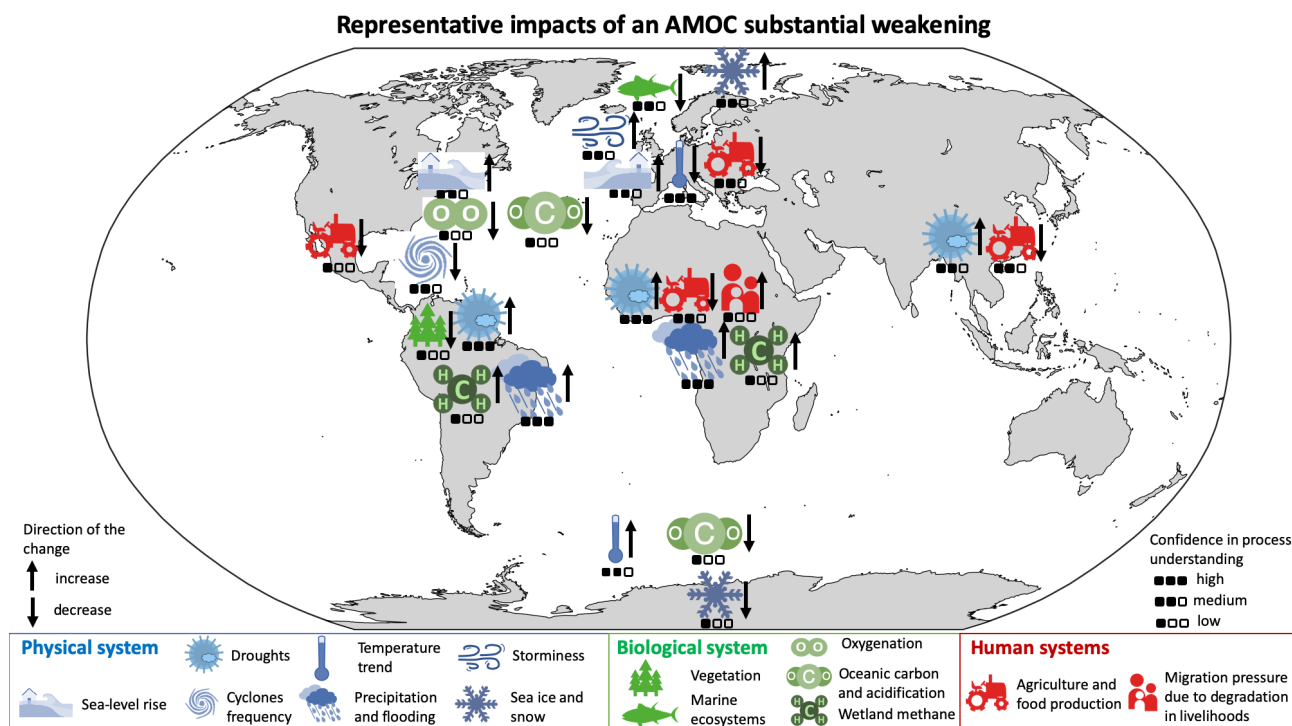 Representative impacts of an AMOC substantial weakening
O O
O C O
H H
C
H H
H H
C
H H
O C O
Direction of the
change
increase
decrease
Confidence in process
understanding
high
medium
low
Physical system
Droughts
Temperature
trend
Storminess
Sea-level rise
Cyclones
frequency
Precipitation
and flooding
Sea ice and
snow
Biological system
Vegetation
Marine
ecosystems
O O
Oxygenation
O C O
Oceanic carbon
and acidification
H H
C
H H
Wetland methane
Human systems
Agriculture and
food production
Migration pressure
due to degradation
in livelihoods